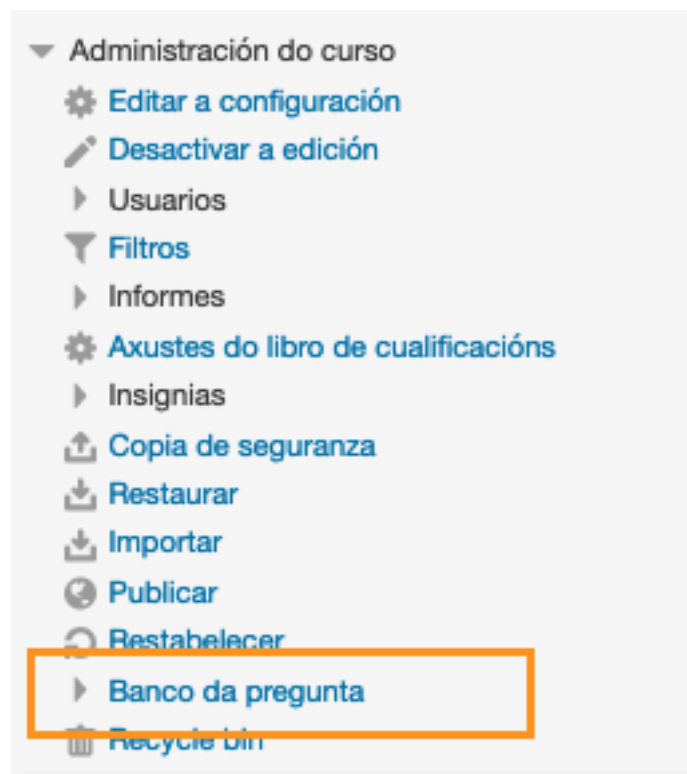 Administración do curso
Editar a configuración
Desactivar a edición
Usuarios
Filtros
Informes
Axustes do libro de cualificacións
Insignias
Copia de seguranza
Restaurar
Importar
Publicar
Restabelecer
Banco da pregunta
Recycle bin